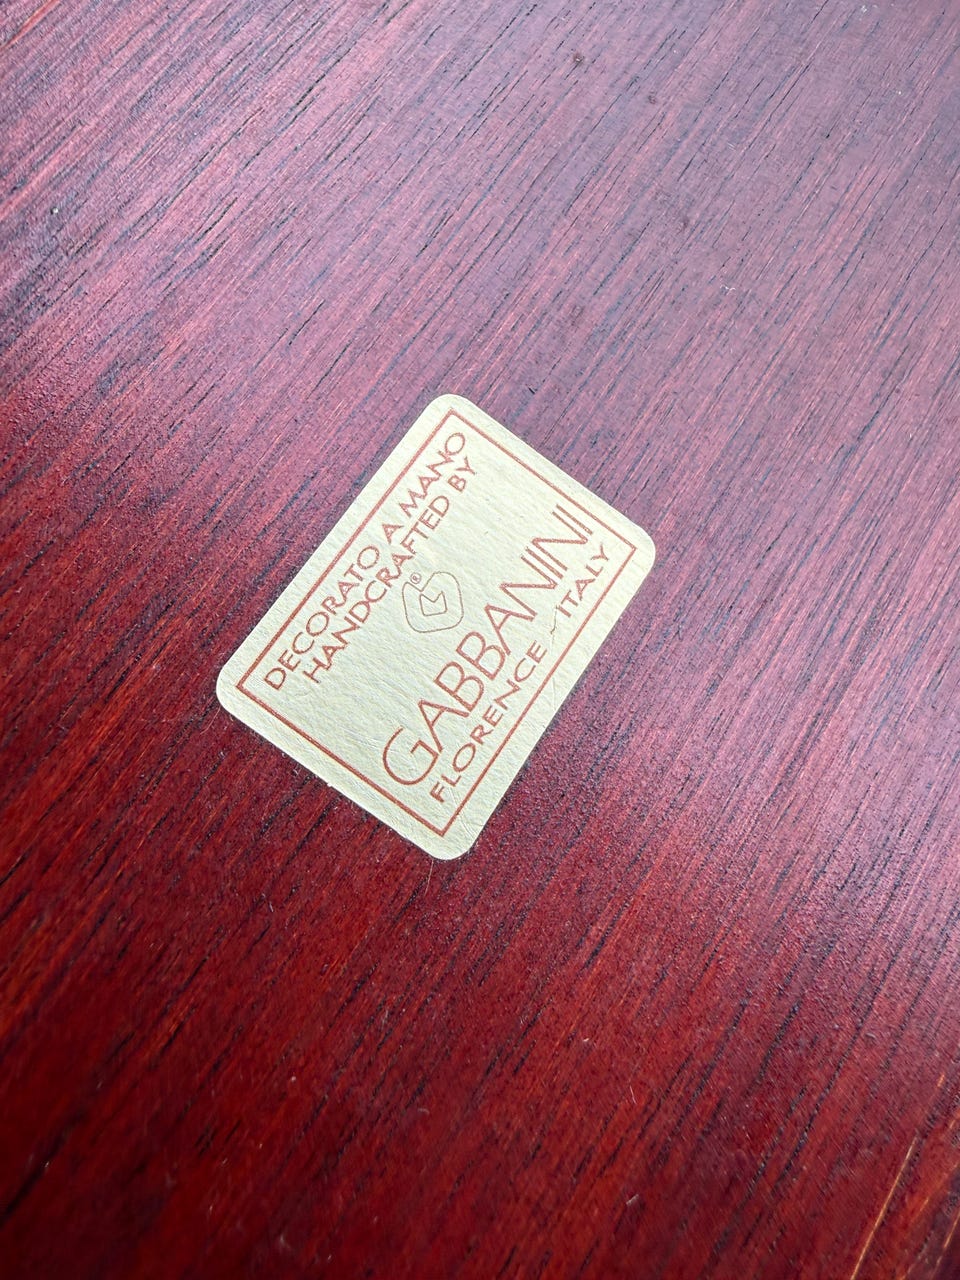 DECORATO A MANO
HANDCRAFTED BY
®
GABBANINI
FLORENCE ~ ITALY